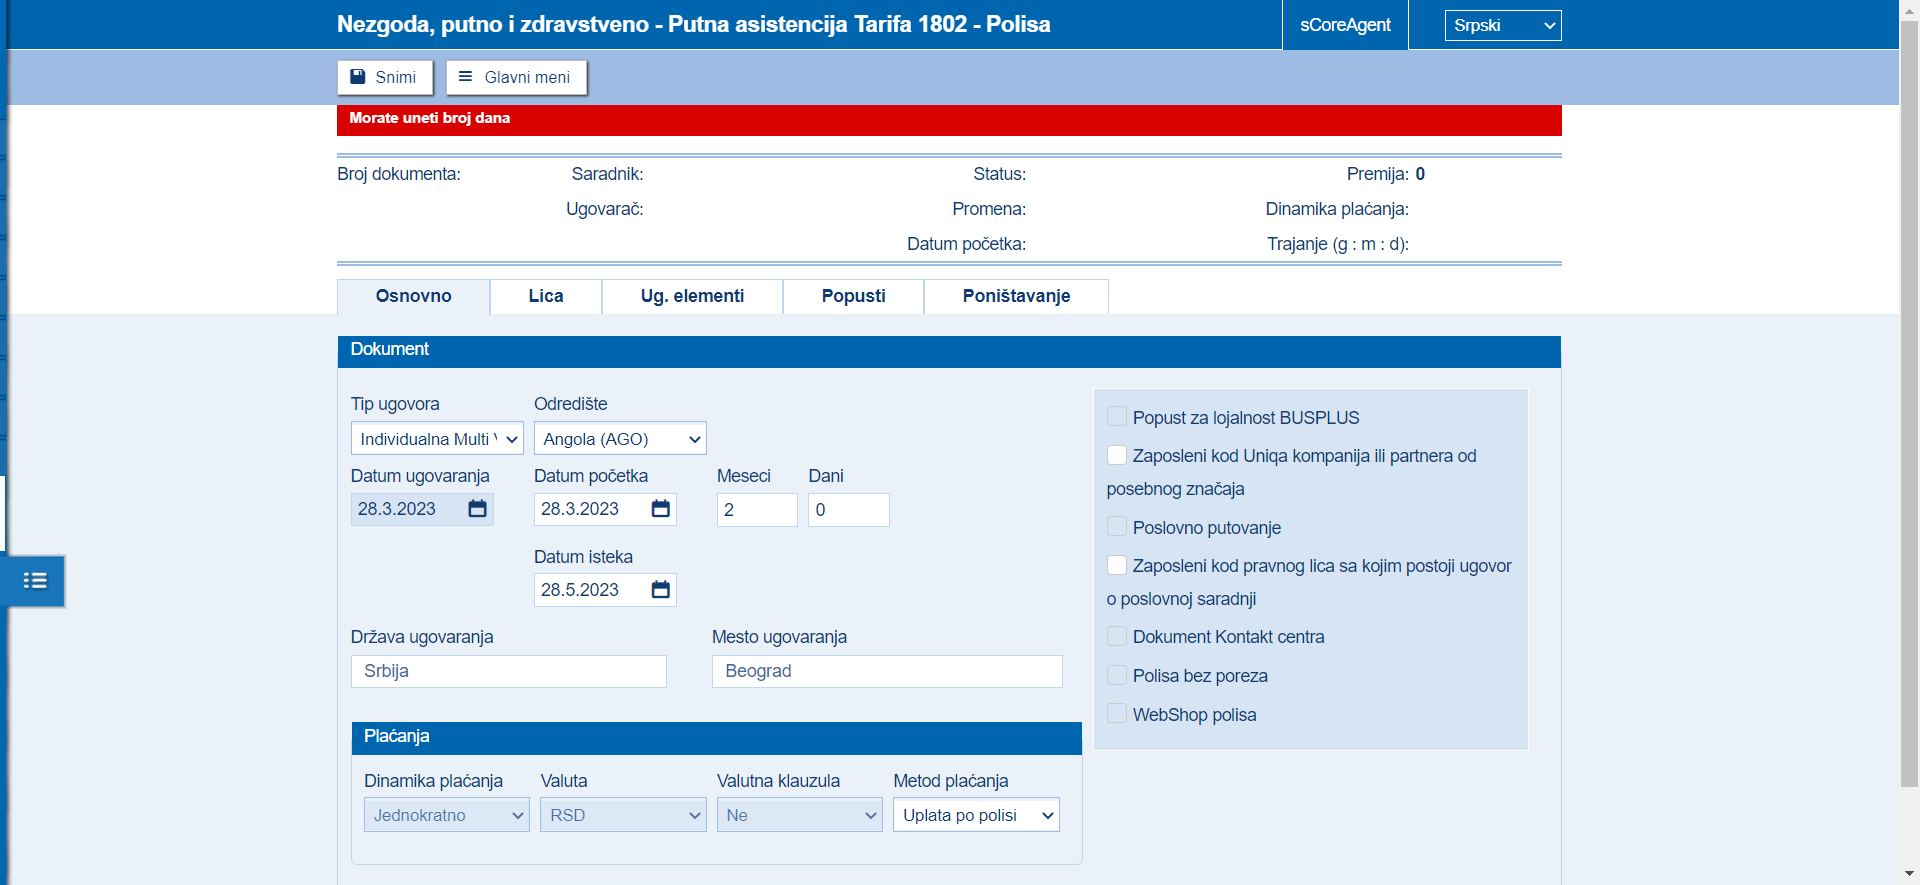 Nezgoda, putno i zdravstveno - Putna asistencija Tarifa 1802 - Polisa
sCoreAgent
Srpski
Snimi
Glavni meni
Morate uneti broj dana
Broj dokumenta:
Saradnik:
Status:
Premija: 0
Ugovarač:
Promena:
Dinamika plaćanja:
Datum početka:
Trajanje (g : m : d):
Osnovno
Lica
Ug. elementi
Popusti
Poništavanje
Dokument
Tip ugovora
Odredište
Individualna Multi
Angola (AGO)
Datum ugovaranja
Datum početka
Meseci
Dani
28.3.2023
28.3.2023
2
0
Datum isteka
28.5.2023
Država ugovaranja
Mesto ugovaranja
Srbija
Beograd
Popust za lojalnost BUSPLUS
Zaposleni kod Uniqa kompanija ili partnera od
posebnog značaja
Poslovno putovanje
Zaposleni kod pravnog lica sa kojim postoji ugovor
o poslovnoj saradnji
Dokument Kontakt centra
Polisa bez poreza
WebShop polisa
Plaćanja
Dinamika plaćanja
Valuta
Valutna klauzula
Metod plaćanja
Jednokratno
RSD
Ne
Uplata po polisi